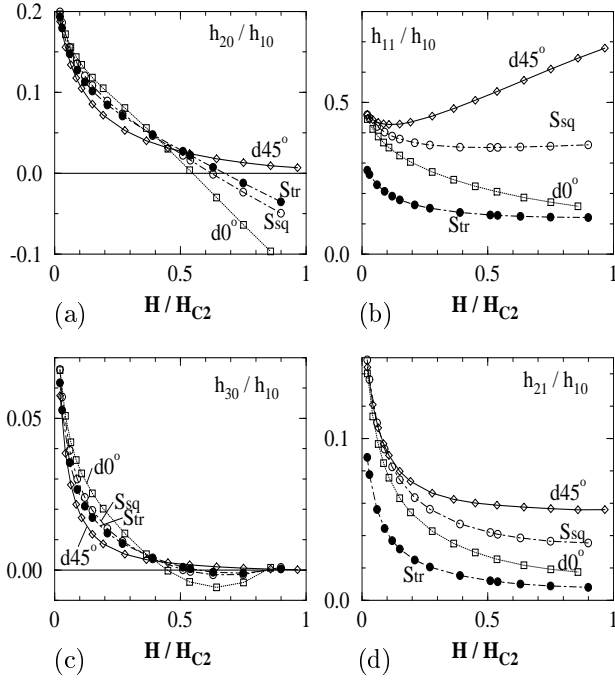 0.2
0.1
0.0
-0.1
0
0.5
1
h20 / h10
d45°
Str
Ssq
d0°
(a)
H / HC2
0.5
0.0
0
0.5
1
h11 / h10
d45°
Ssq
d0°
Str
(b)
H / HC2
0.05
0.00
0
0.5
1
h30 / h10
d0°
Ssq
Str
d45°
(c)
H / HC2
0.1
0.0
0
0.5
1
h21 / h10
d45°
Ssq
d0°
Str
(d)
H / HC2